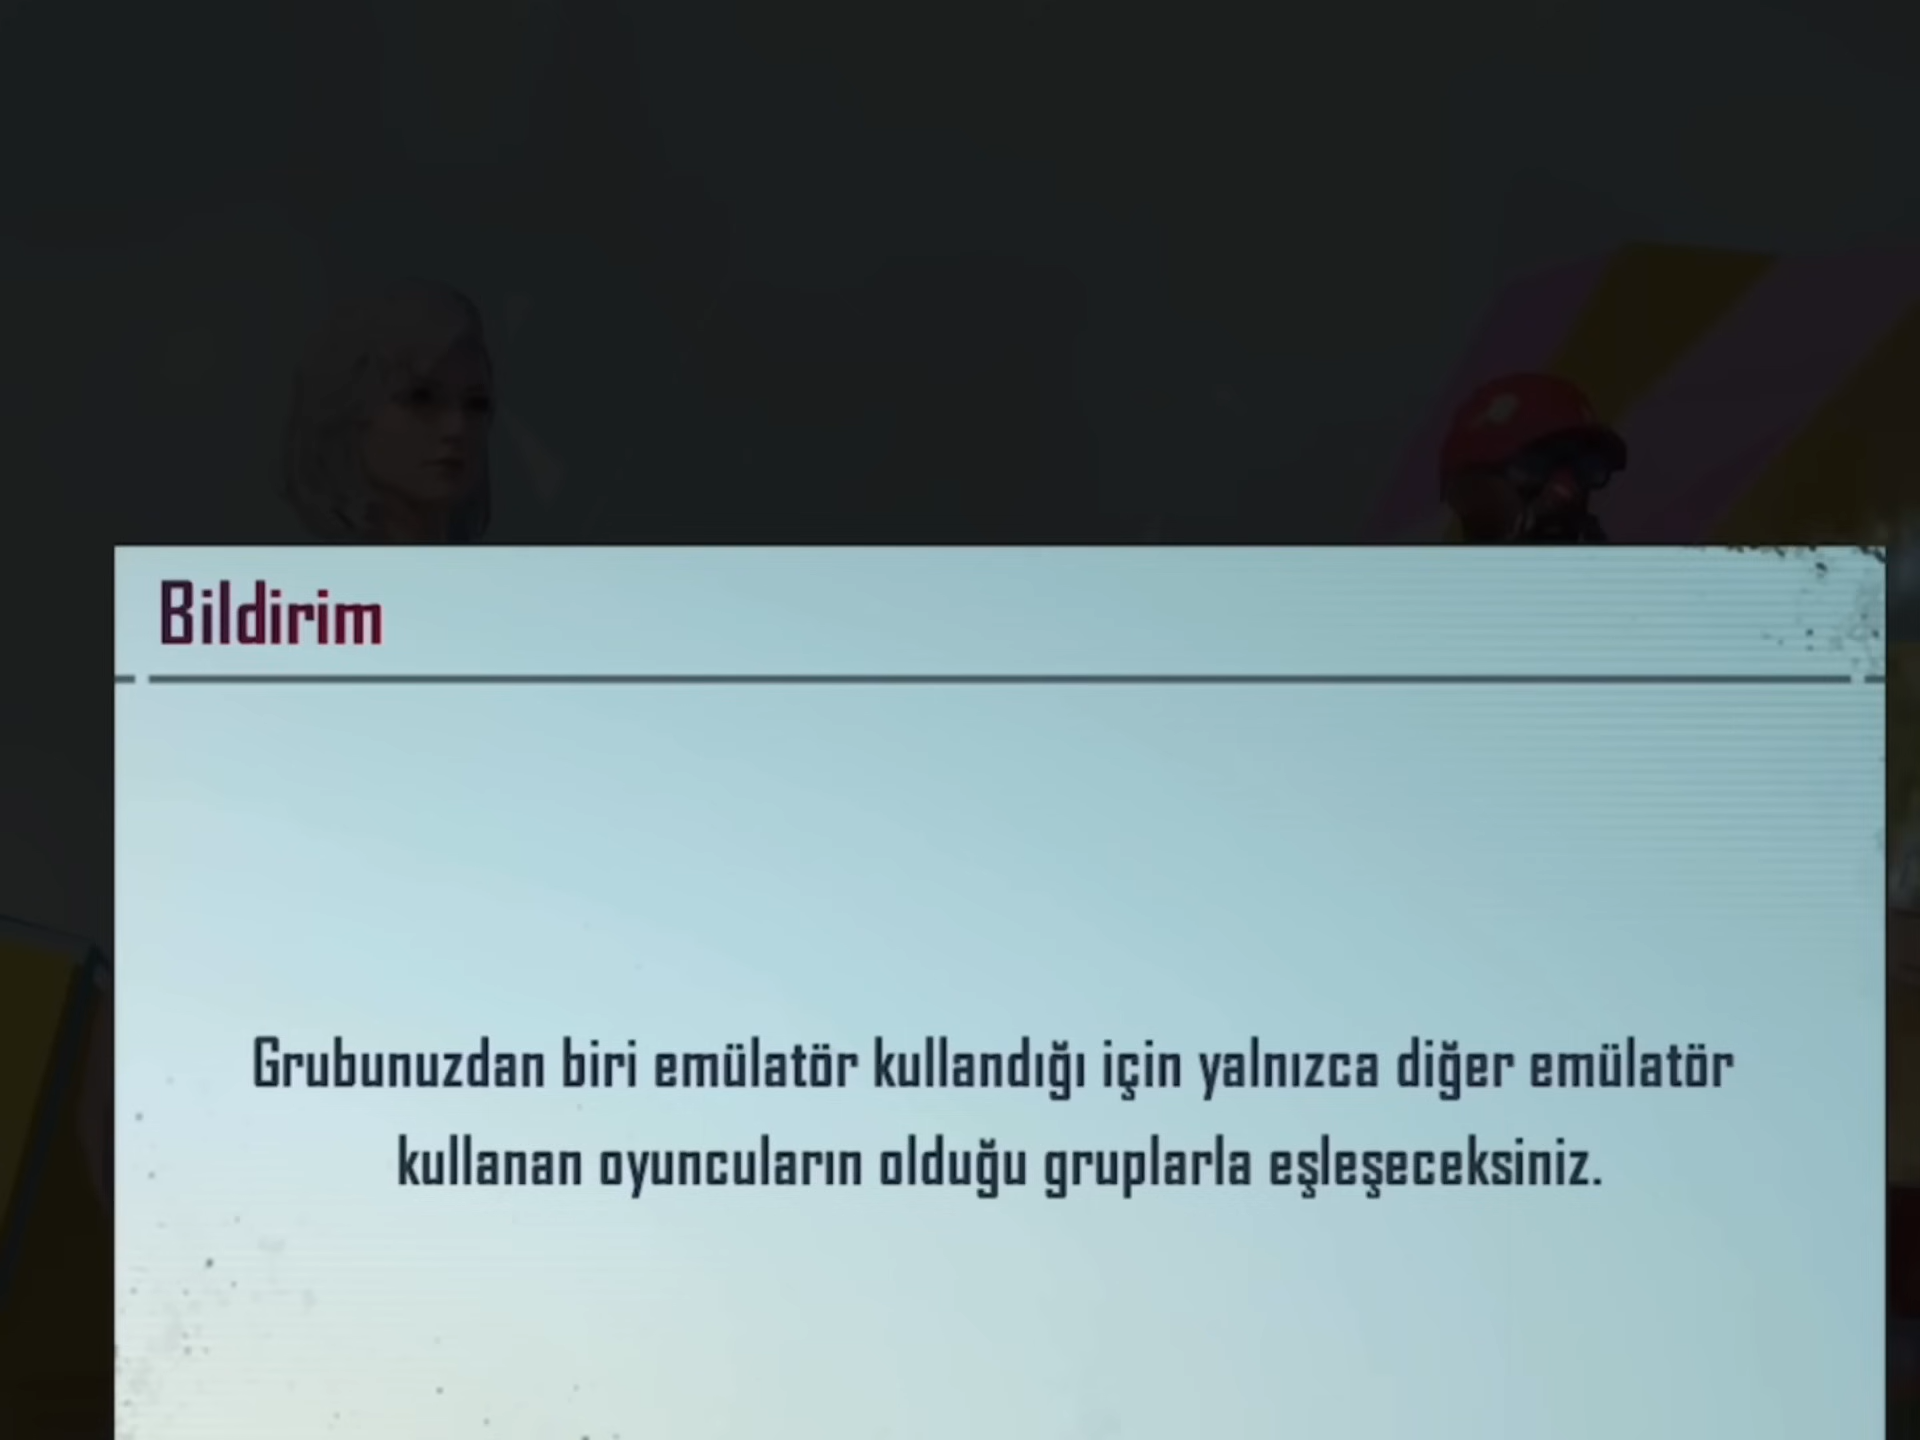 Bildirim
Grubunuzdan biri emülatör kullandığı için yalnızca diğer emülatör
kullanan oyuncuların olduğu gruplarla eşleşeceksiniz.